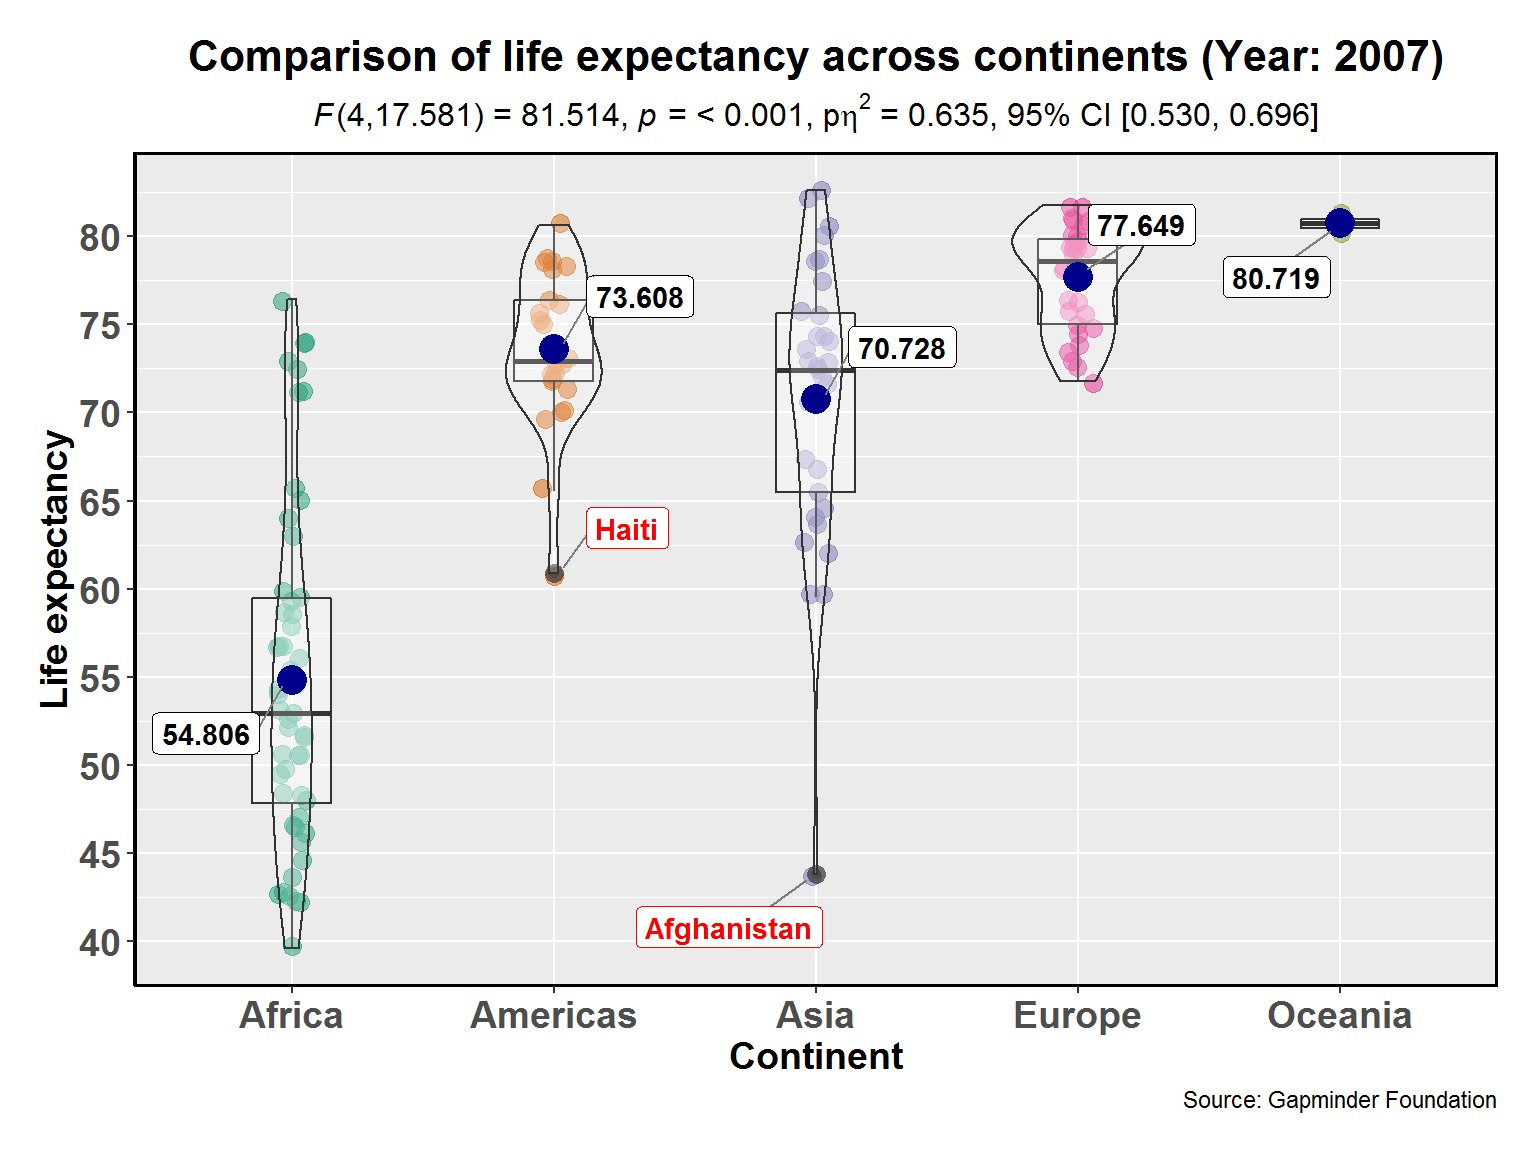 Comparison of life expectancy across continents (Year: 2007)
F(4,17.581) = 81.514, p = < 0.001, pη² = 0.635, 95% CI [0.530, 0.696]
Life expectancy
80
75
70
65
60
55
50
45
40
77.649
80.719
73.608
70.728
Haiti
54.806
Afghanistan
Africa
Americas
Asia
Europe
Oceania
Continent
Source: Gapminder Foundation